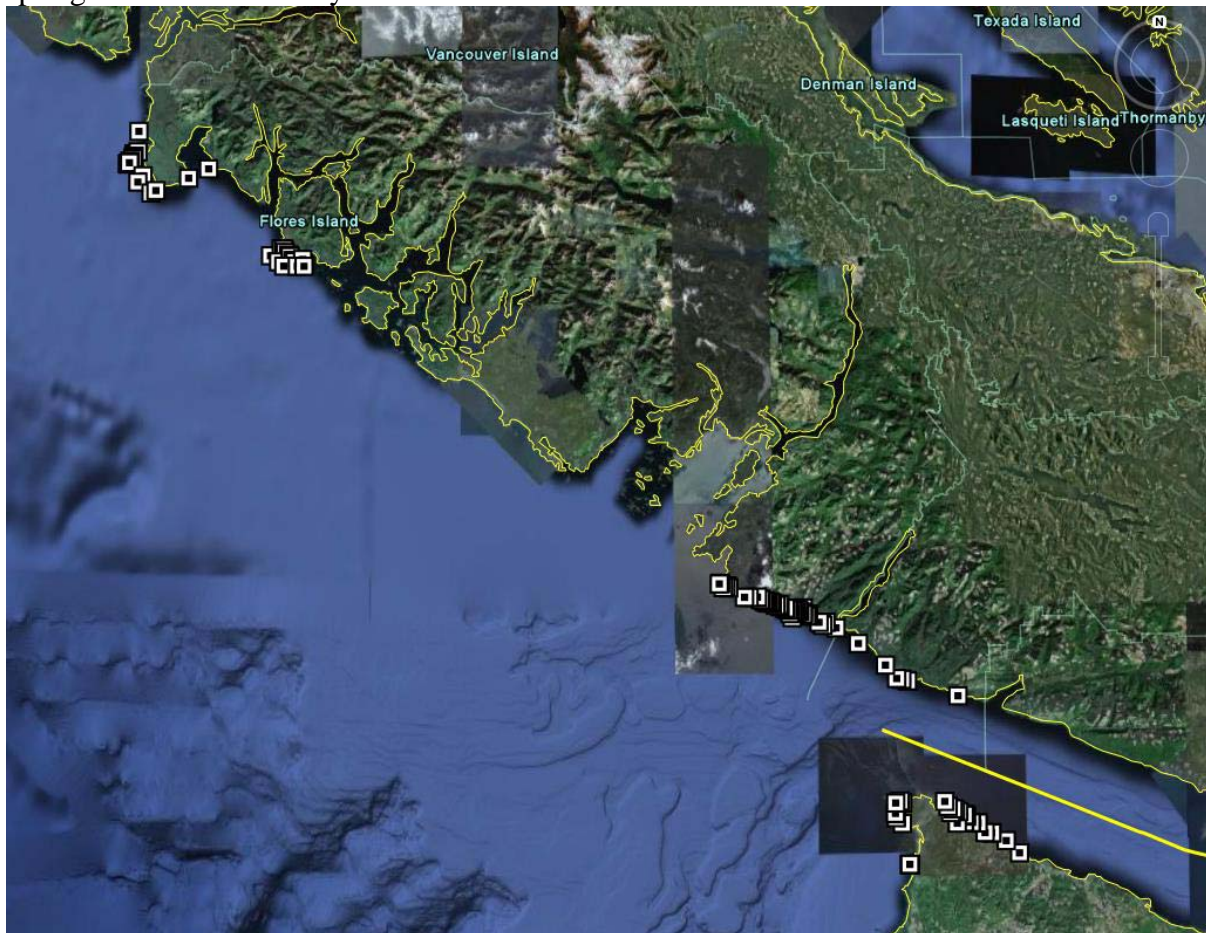 Texada Island
N
Vancouver Island
Denman Island
Lasqueti Island
Thormanby
Flores Island